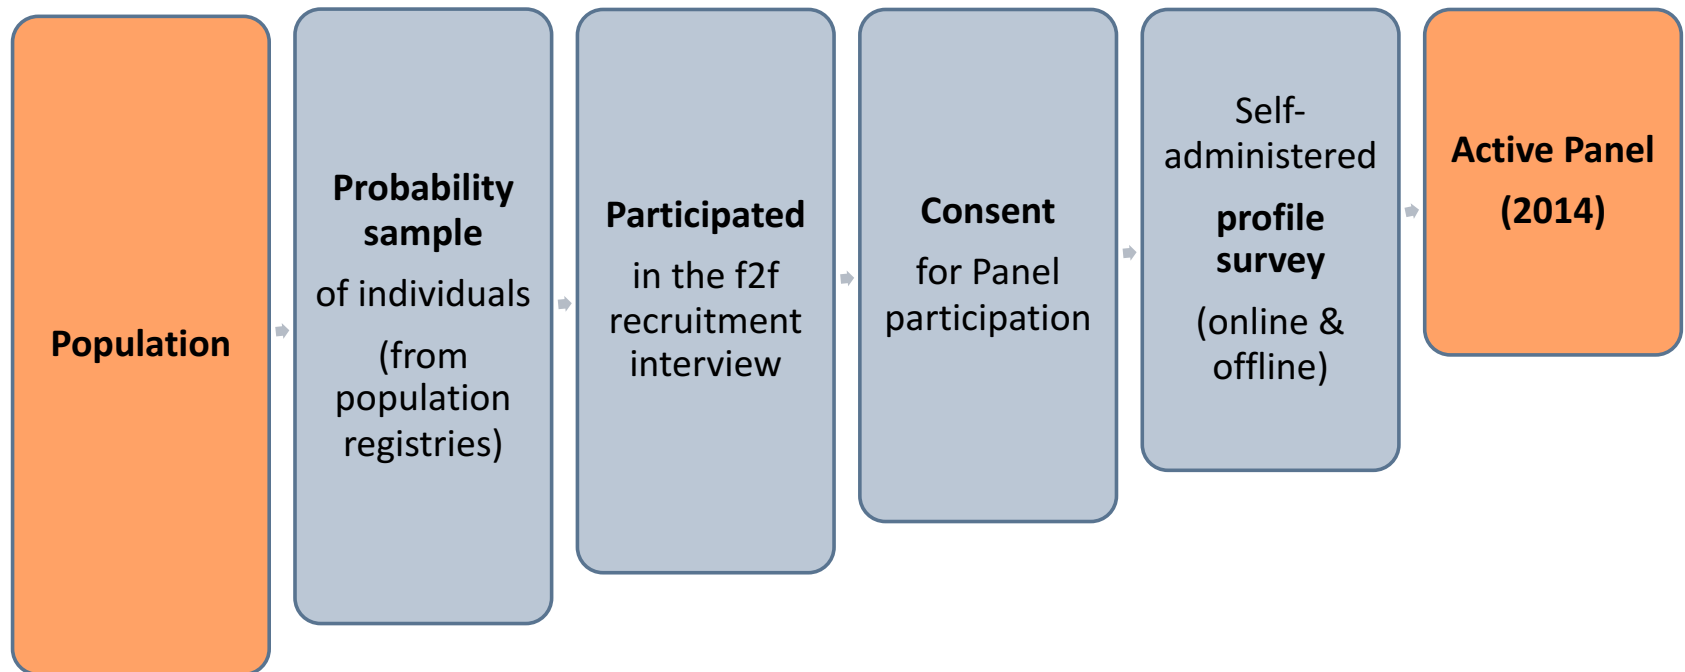 Population
Probability
sample
of individuals
(from
population
registries)
Participated
in the f2f
recruitment
interview
Consent
for Panel
participation
Self-
administered
profile
survey
(online &
offline)
Active Panel
(2014)